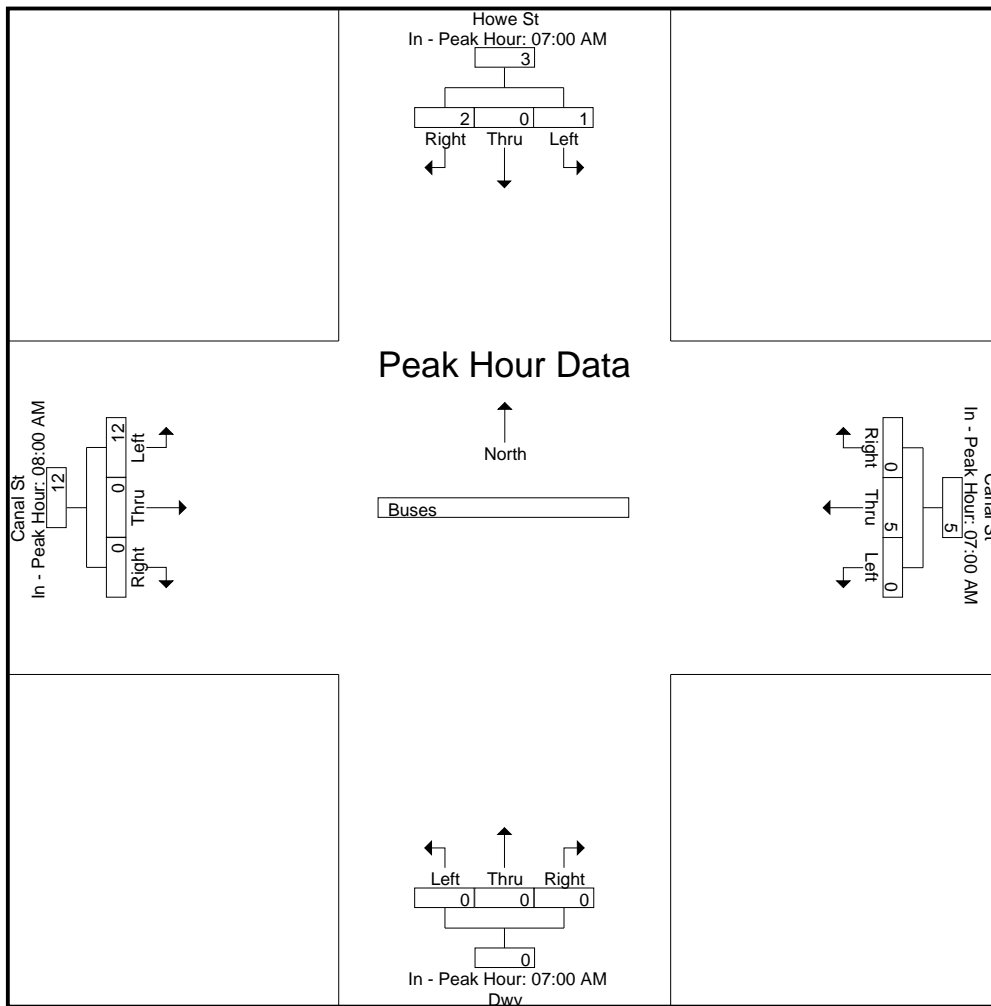 Howe St
In - Peak Hour: 07:00 AM
3
2 0 1
Right Thru Left
Peak Hour Data
North
Buses
Canal St
In - Peak Hour: 08:00 AM
12
12 0 0
Left Thru Right
Canal St
In - Peak Hour: 07:00 AM
5
0 5 0
Right Thru Left
Left Thru Right
0 0 0
0
In - Peak Hour: 07:00 AM
Dwy